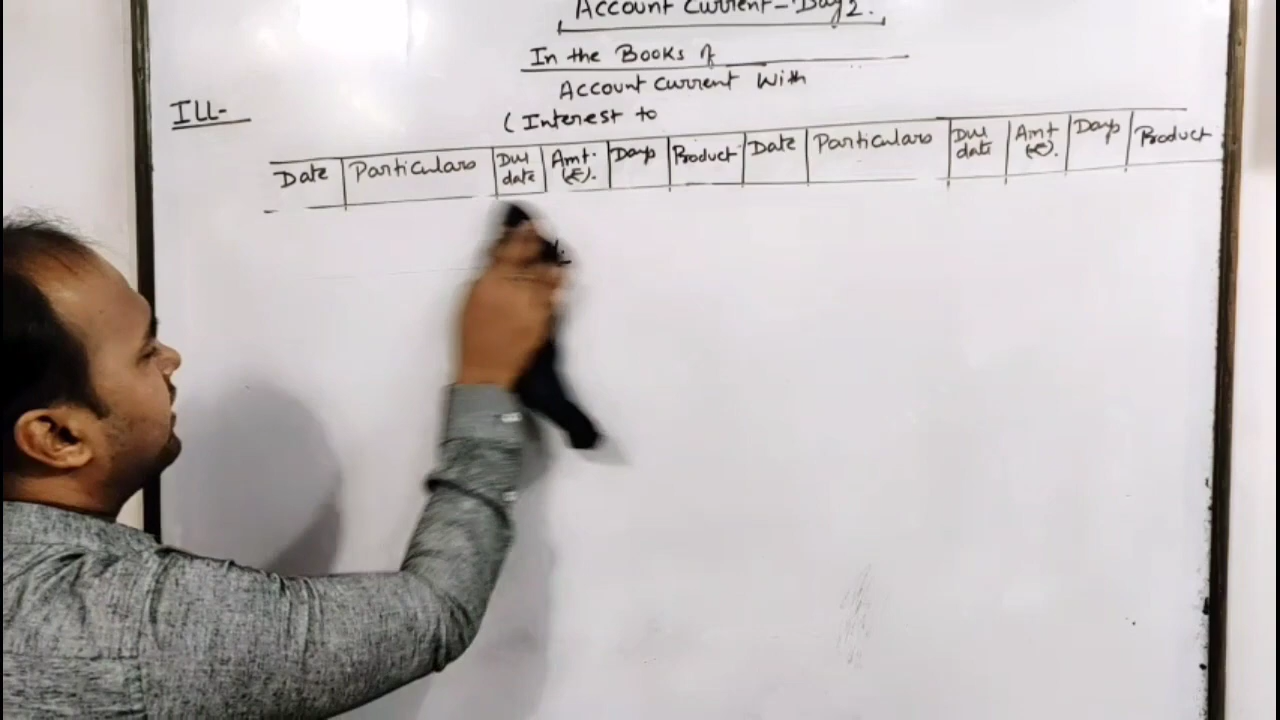 Account Current - Day 2.
In the Books of
Account Current With
ILL-
( Interest to
Date Particulars Due date Amt. (₹). Days Product Date Particulars Due date Amt (₹). Days Product